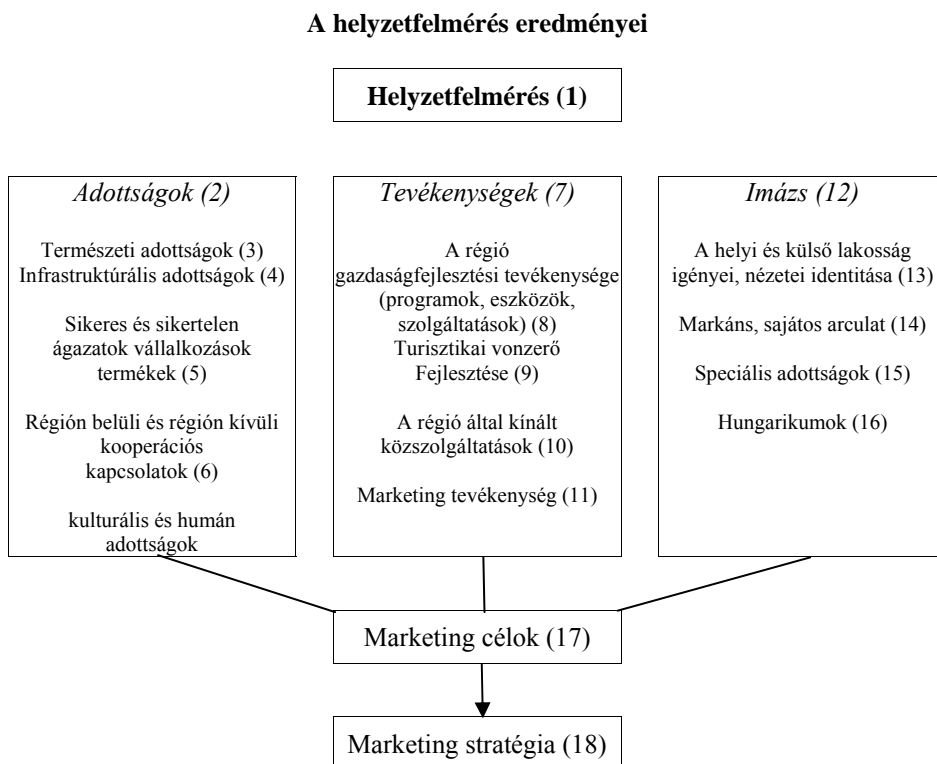 A helyzetfelmérés eredményei
Helyzetfelmérés (1)
Adottságok (2)
Természeti adottságok (3)
Infrastruktúrális adottságok (4)
Sikeres és sikertelen
ágazatok vállalkozások
termékek (5)
Régión belüli és régión kívüli
kooperációs
kapcsolatok (6)
kulturális és humán
adottságok
Tevékenységek (7)
A régió
gazdaságfejlesztési tevékenysége
(programok, eszközök,
szolgáltatások) (8)
Turisztikai vonzerő
Fejlesztése (9)
A régió által kínált
közszolgáltatások (10)
Marketing tevékenység (11)
Imázs (12)
A helyi és külső lakosság
igényei, nézetei identitása (13)
Markáns, sajátos arculat (14)
Speciális adottságok (15)
Hungarikumok (16)
Marketing célok (17)
Marketing stratégia (18)